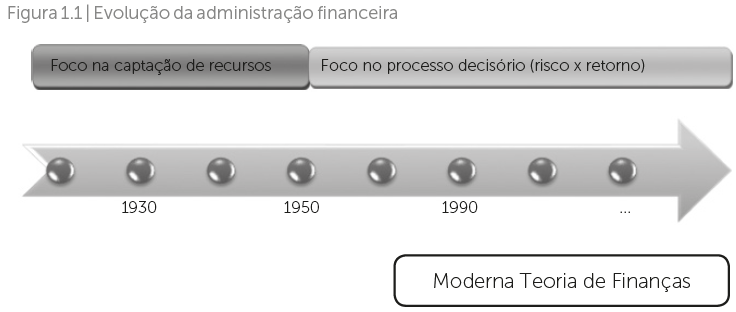 Figura 1.1 | Evolução da administração financeira
Foco na captação de recursos
Foco no processo decisório (risco x retorno)
1930
1950
1990
...
Moderna Teoria de Finanças